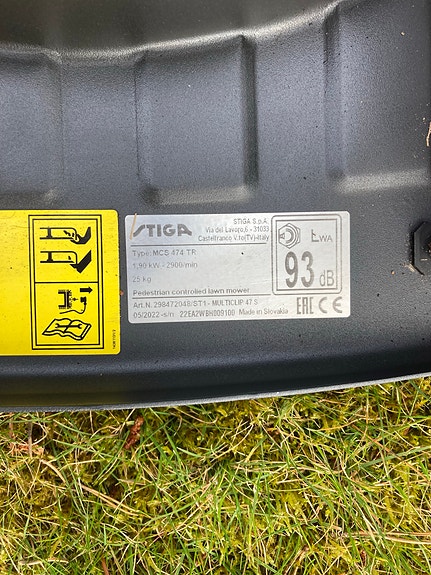 STIGA
STIGA S.p.A.
Via del Lavoro,6 - 31033
Castelfranco V.to(TV)-Italy
Type: MCS 474 TR
1,90 kW - 2900/min
25 kg
Pedestrian controlled lawn mower
Art.N. 298472048/ST1 - MULTICLIP 47 S
05/2022 -s/n: 22EA2WBH009100 Made in Slovakia
LWA
93 dB
EAC CE